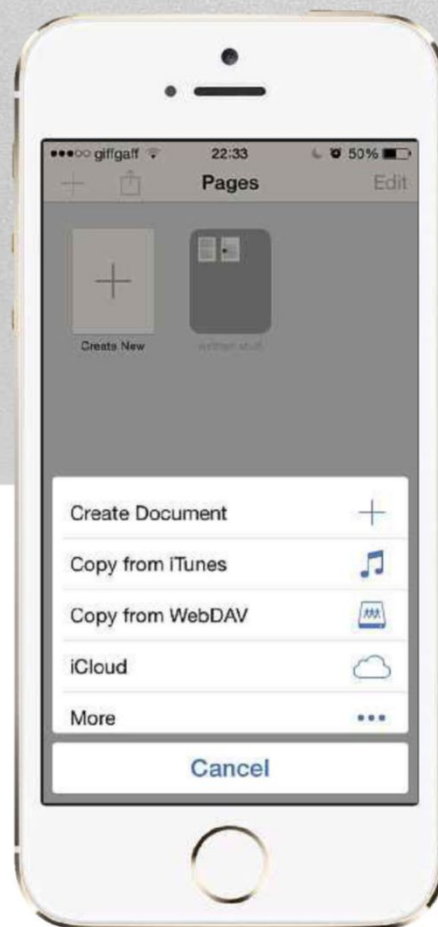 giffgaff 22:33 50%
Pages Edit
Create New
Create Document
Copy from iTunes
Copy from WebDAV
iCloud
More
Cancel